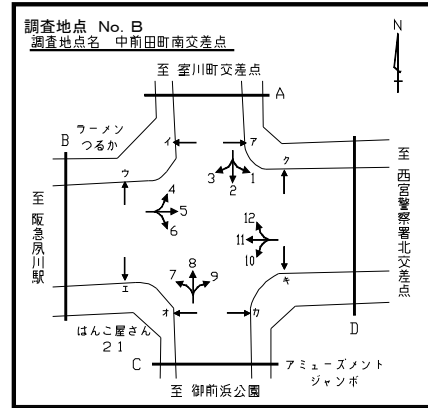 調査地点 No. B
調査地点名 中前田町南交差点
N
至 室川町交差点
A
B
ラーメン
つるか
イ
ア
ク
3
2
1
ウ
4
5
6
12
11
10
至 阪急夙川駅
至 西宮警察署北交差点
エ
7
8
9
キ
オ
カ
はんこ屋さん
21
C
D
アミューズメント
ジャンボ
至 御前浜公園